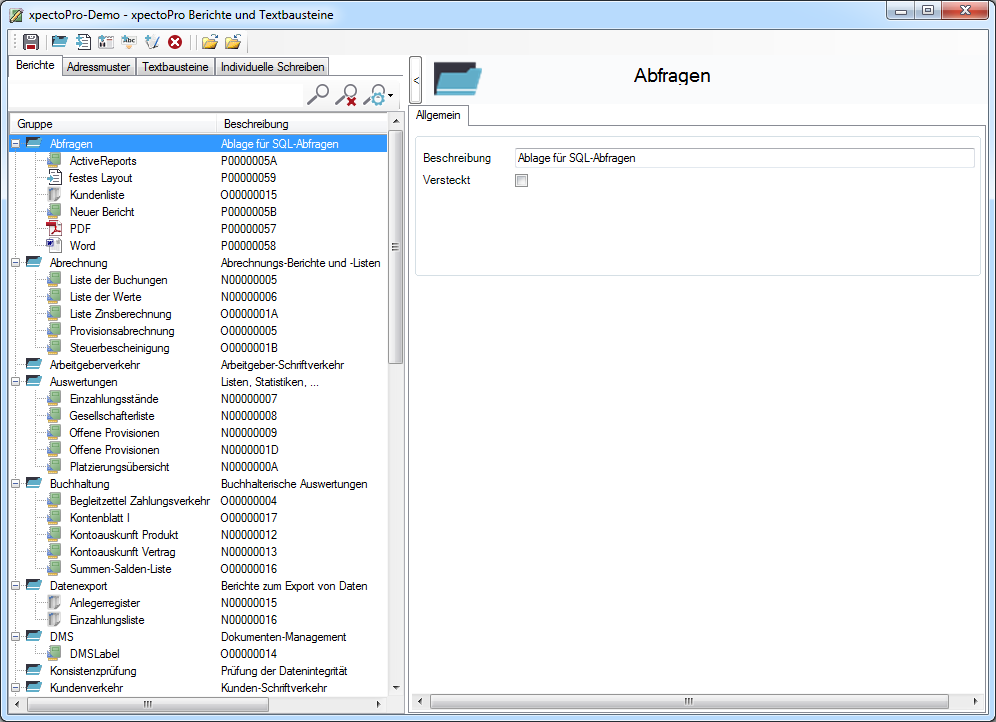 xpectoPro-Demo - xpectoPro Berichte und Textbausteine
Berichte Adressmuster Textbausteine Individuelle Schreiben
<
Abfragen
Allgemein
Gruppe Beschreibung
Abfragen Ablage für SQL-Abfragen
ActiveReports P0000005A
festes Layout P00000059
Kundenliste O00000015
Neuer Bericht P0000005B
PDF P00000057
Word P00000058
Abrechnung Abrechnungs-Berichte und -Listen
Liste der Buchungen N00000005
Liste der Werte N00000006
Liste Zinsberechnung O0000001A
Provisionsabrechnung O00000005
Steuerbescheinigung O0000001B
Arbeitgeberverkehr Arbeitgeber-Schriftverkehr
Auswertungen Listen, Statistiken, ...
Einzahlungsstände N00000007
Gesellschafterliste N00000008
Offene Provisionen N00000009
Offene Provisionen N0000001D
Platzierungsübersicht N0000000A
Buchhaltung Buchhalterische Auswertungen
Begleitzettel Zahlungsverkehr O00000004
Kontenblatt I O00000017
Kontoauskunft Produkt N00000012
Kontoauskunft Vertrag N00000013
Summen-Salden-Liste O00000016
Datenexport Berichte zum Export von Daten
Anlegerregister N00000015
Einzahlungsliste N00000016
DMS Dokumenten-Management
DMSLabel O00000014
Konsistenzprüfung Prüfung der Datenintegrität
Kundenverkehr Kunden-Schriftverkehr
Beschreibung Ablage für SQL-Abfragen
Versteckt